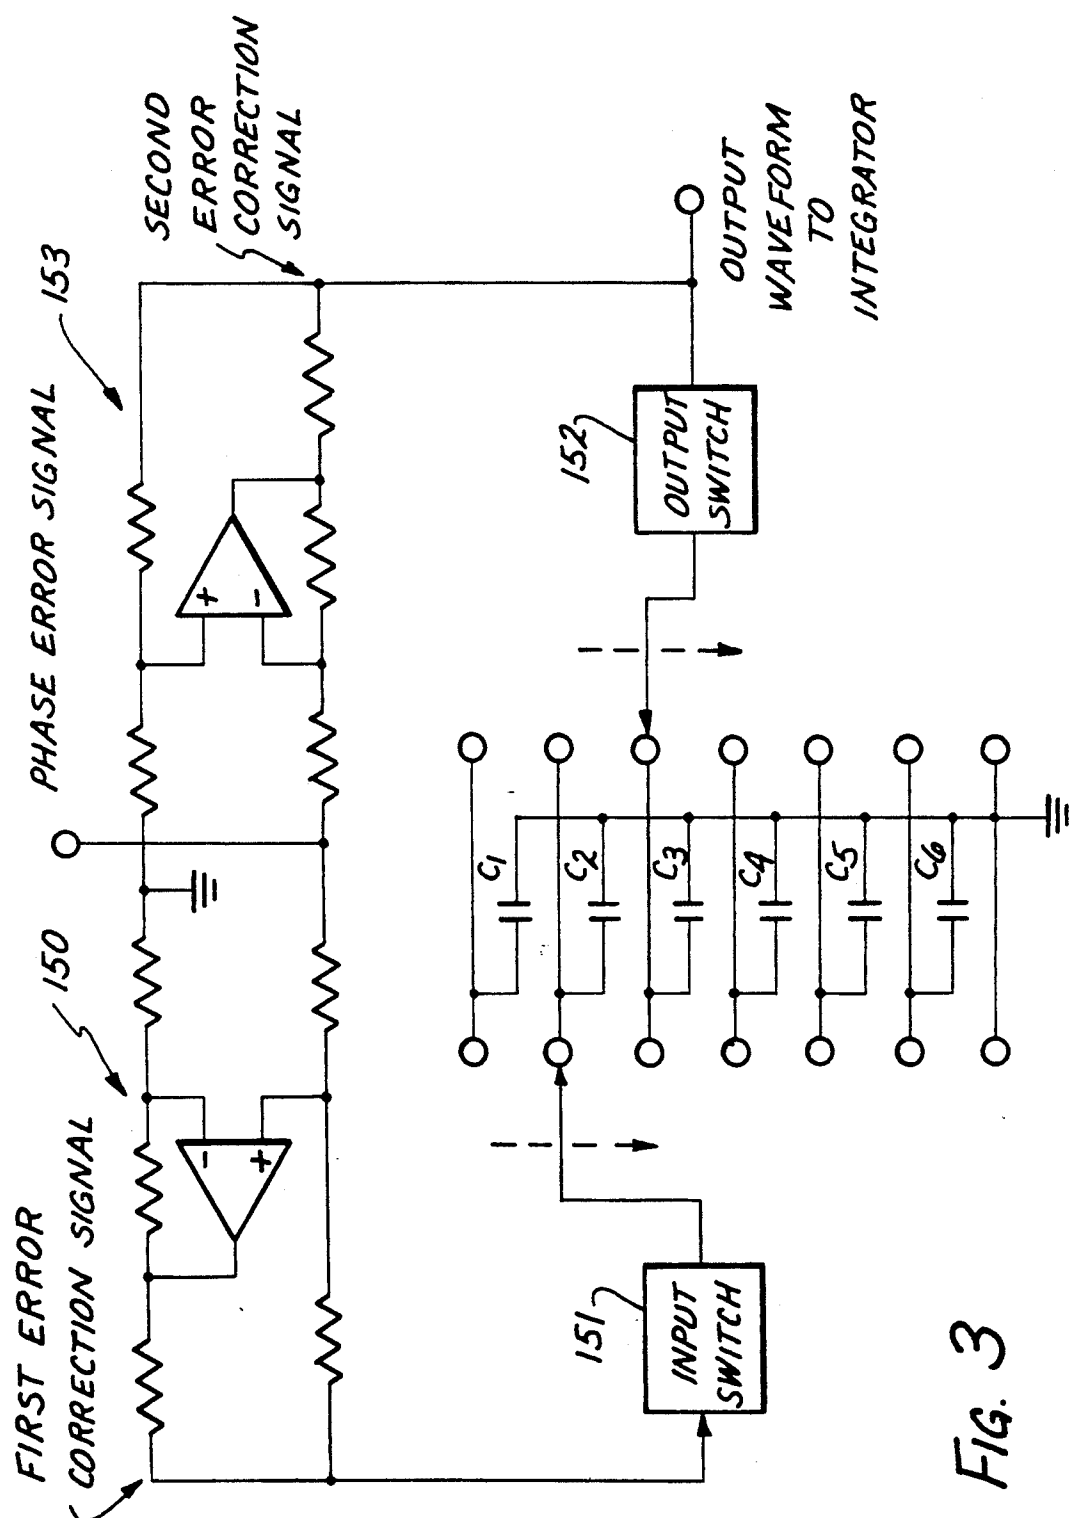 FIRST ERROR
CORRECTION SIGNAL
150
PHASE ERROR SIGNAL
153
SECOND
ERROR
CORRECTION
SIGNAL
-
+
+
-
151
INPUT
SWITCH
C1
C2
C3
C4
C5
C6
152
OUTPUT
SWITCH
OUTPUT
WAVEFORM
TO
INTEGRATOR
FIG. 3